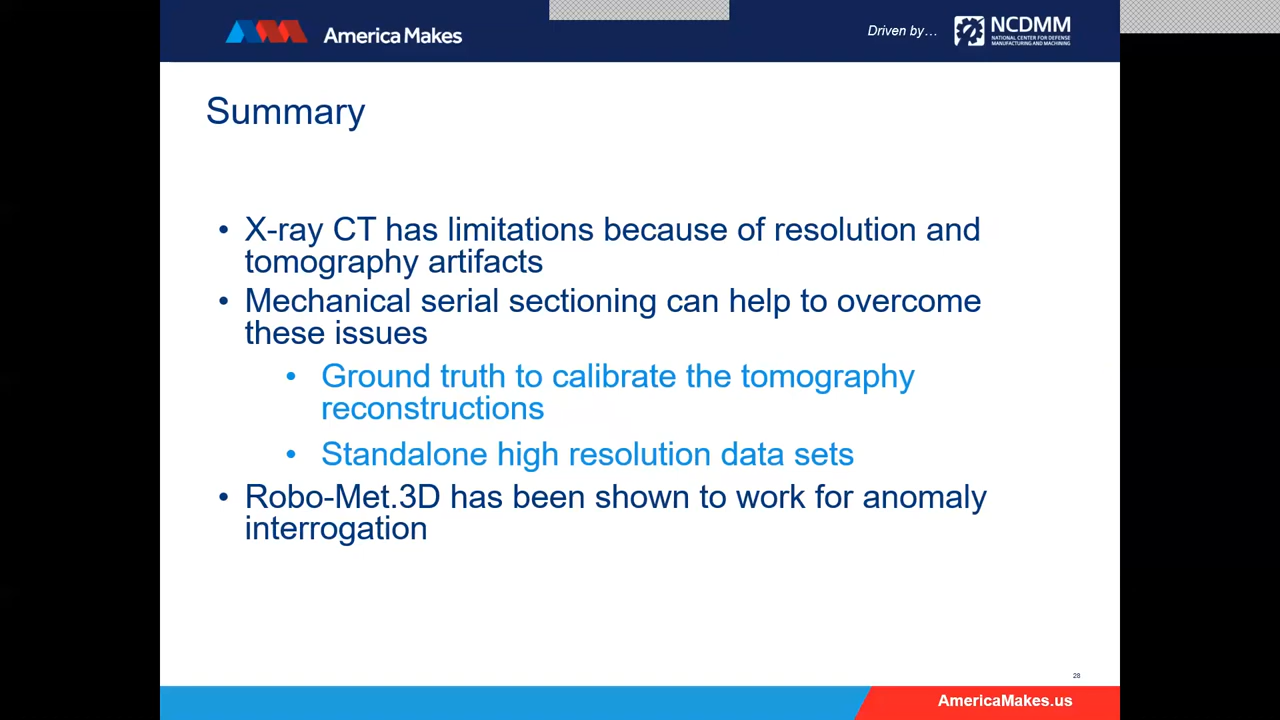 America Makes
Driven by...
NCDMM
NATIONAL CENTER FOR DEFENSE
MANUFACTURING AND MACHINING
Summary
• X-ray CT has limitations because of resolution and
tomography artifacts
• Mechanical serial sectioning can help to overcome
these issues
• Ground truth to calibrate the tomography
reconstructions
• Standalone high resolution data sets
• Robo-Met.3D has been shown to work for anomaly
interrogation
28
AmericaMakes.us